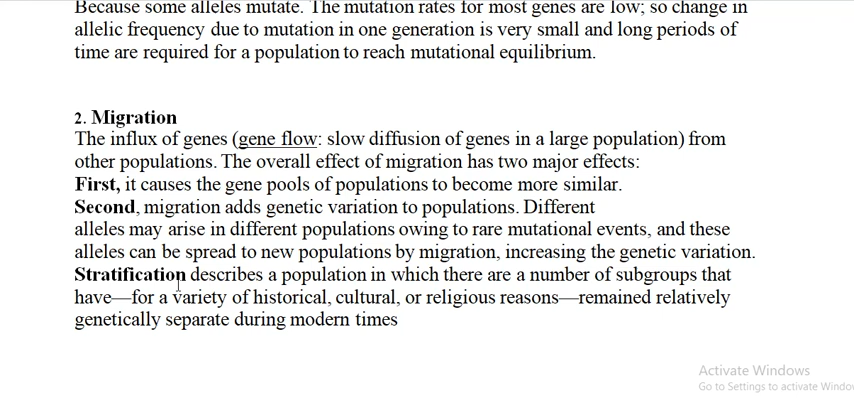 Because some alleles mutate. The mutation rates for most genes are low; so change in
allelic frequency due to mutation in one generation is very small and long periods of
time are required for a population to reach mutational equilibrium.
2. Migration
The influx of genes (gene flow: slow diffusion of genes in a large population) from
other populations. The overall effect of migration has two major effects:
First, it causes the gene pools of populations to become more similar.
Second, migration adds genetic variation to populations. Different
alleles may arise in different populations owing to rare mutational events, and these
alleles can be spread to new populations by migration, increasing the genetic variation.
Stratification describes a population in which there are a number of subgroups that
have—for a variety of historical, cultural, or religious reasons—remained relatively
genetically separate during modern times
Activate Windows
Go to Settings to activate Windo